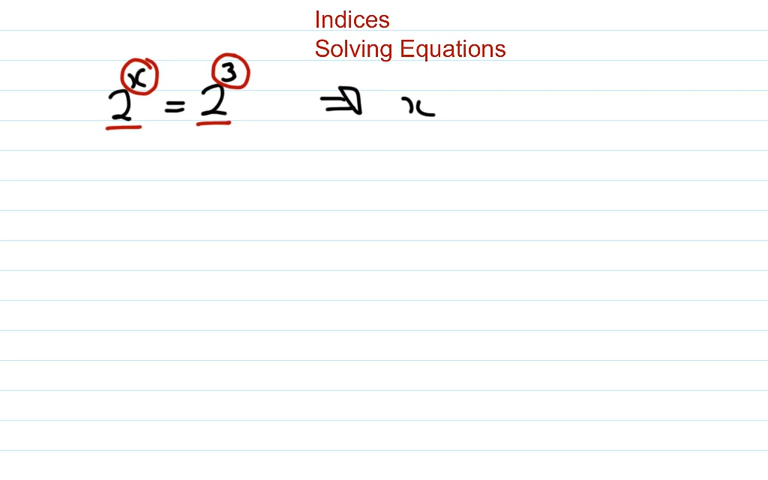 Indices
Solving Equations
2^x = 2^3 ⇒ x